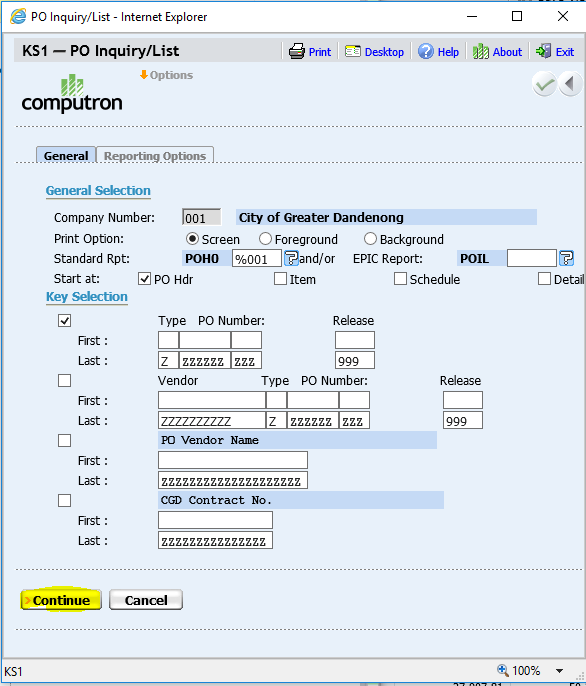 PO Inquiry/List - Internet Explorer
KS1 — PO Inquiry/List Print Desktop Help About Exit
computron Options
General Reporting Options
General Selection
Company Number: 001 City of Greater Dandenong
Print Option: Screen Foreground Background
Standard Rpt: POH0 %001 and/or EPIC Report: POIL
Start at: PO Hdr Item Schedule Detail
Key Selection
Type PO Number: Release
First :
Last : Z zzzzzz zzz 999
Vendor Type PO Number: Release
First :
Last : ZZZZZZZZZZ Z zzzzzz zzz 999
PO Vendor Name
First :
Last : zzzzzzzzzzzzzzzzzzzz
CGD Contract No.
First :
Last : zzzzzzzzzzzzzzz
Continue Cancel
KS1 100%